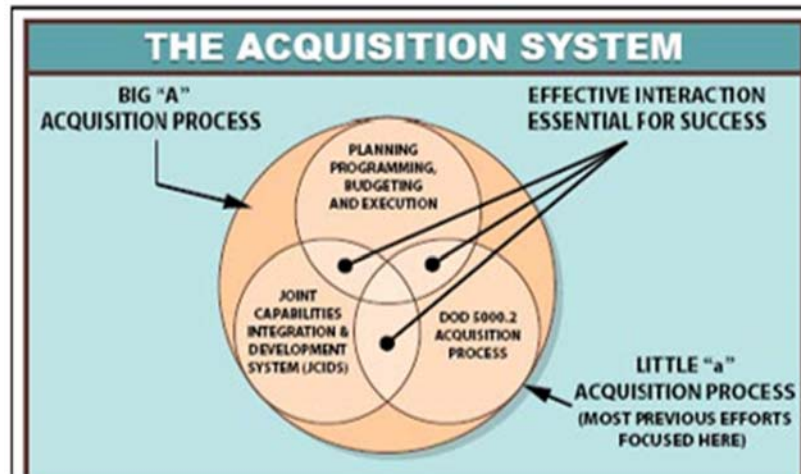 THE ACQUISITION SYSTEM
BIG "A"
ACQUISITION PROCESS
EFFECTIVE INTERACTION
ESSENTIAL FOR SUCCESS
PLANNING
PROGRAMMING,
BUDGETING
AND EXECUTION
JOINT
CAPABILITIES
INTEGRATION &
DEVELOPMENT
SYSTEM (JCIDS)
DOD 5000.2
ACQUISITION
PROCESS
LITTLE "a"
ACQUISITION PROCESS
(MOST PREVIOUS EFFORTS
FOCUSED HERE)